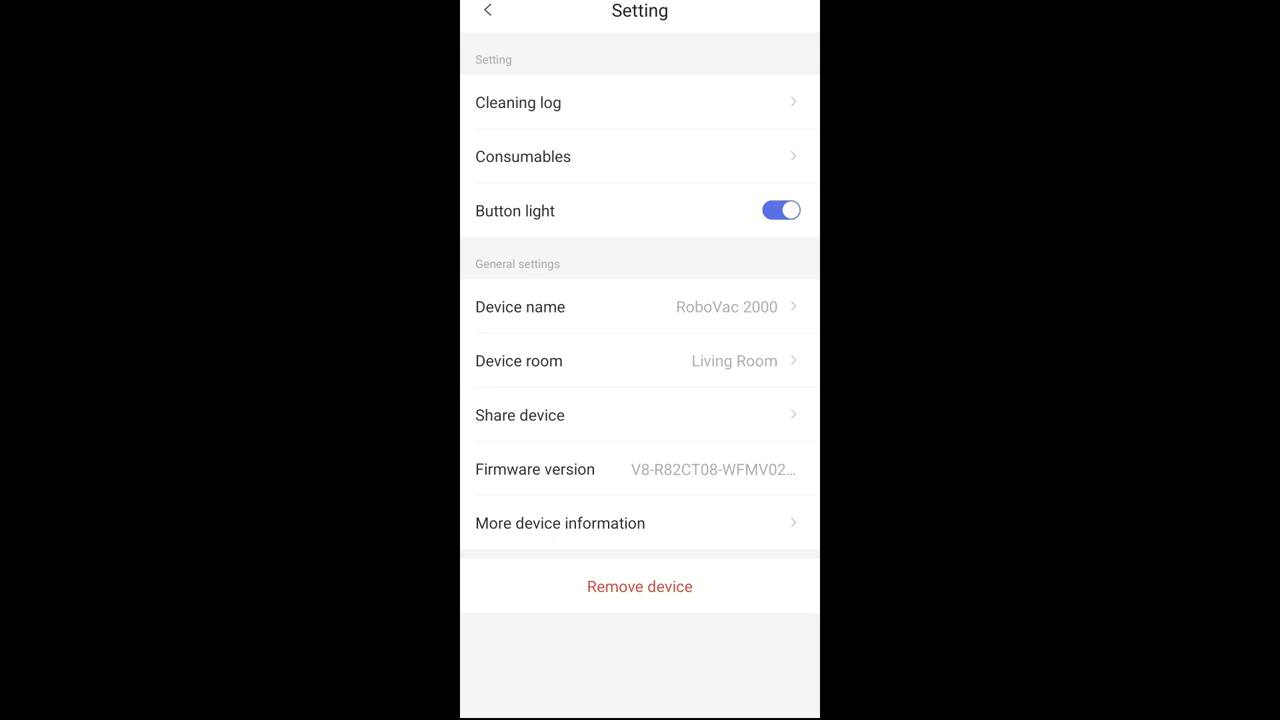 Setting
Setting
Cleaning log
Consumables
Button light
General settings
Device name RoboVac 2000
Device room Living Room
Share device
Firmware version V8-R82CT08-WFMV02...
More device information
Remove device